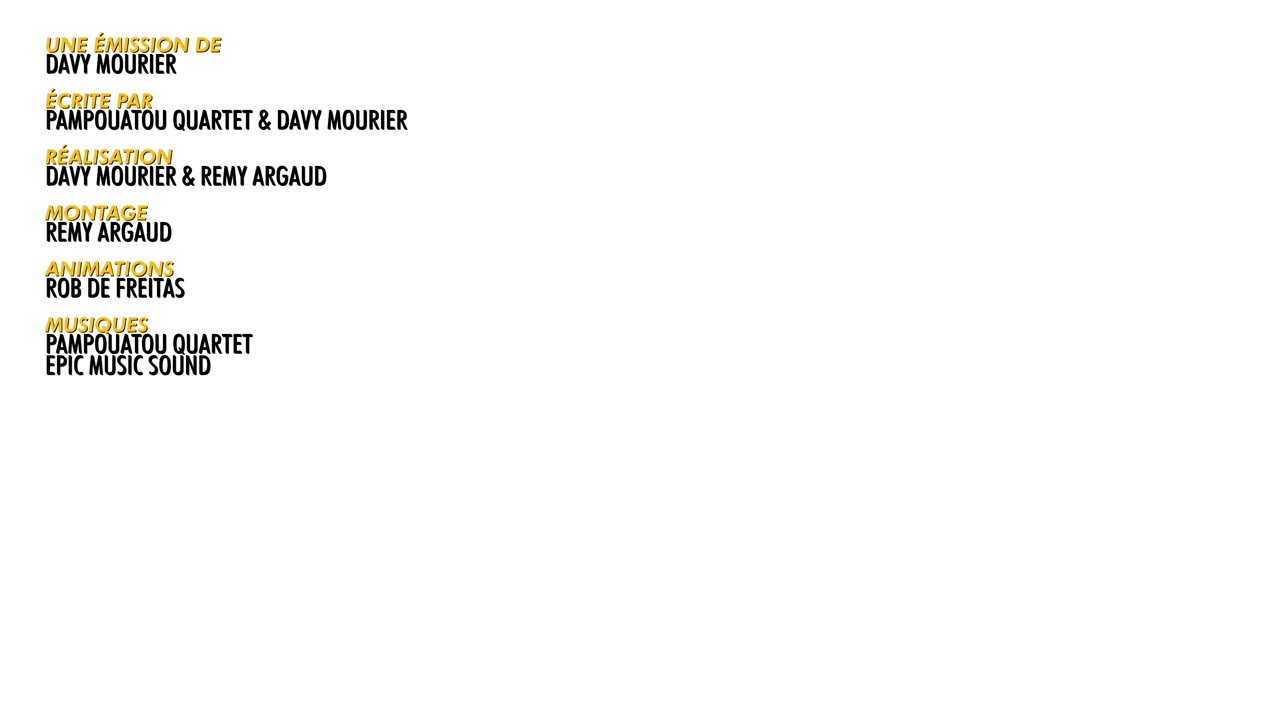 UNE ÉMISSION DE
DAVY MOURIER
ÉCRITE PAR
PAMPOUATOU QUARTET & DAVY MOURIER
RÉALISATION
DAVY MOURIER & REMY ARGAUD
MONTAGE
REMY ARGAUD
ANIMATIONS
ROB DE FREITAS
MUSIQUES
PAMPOUATOU QUARTET
EPIC MUSIC SOUND